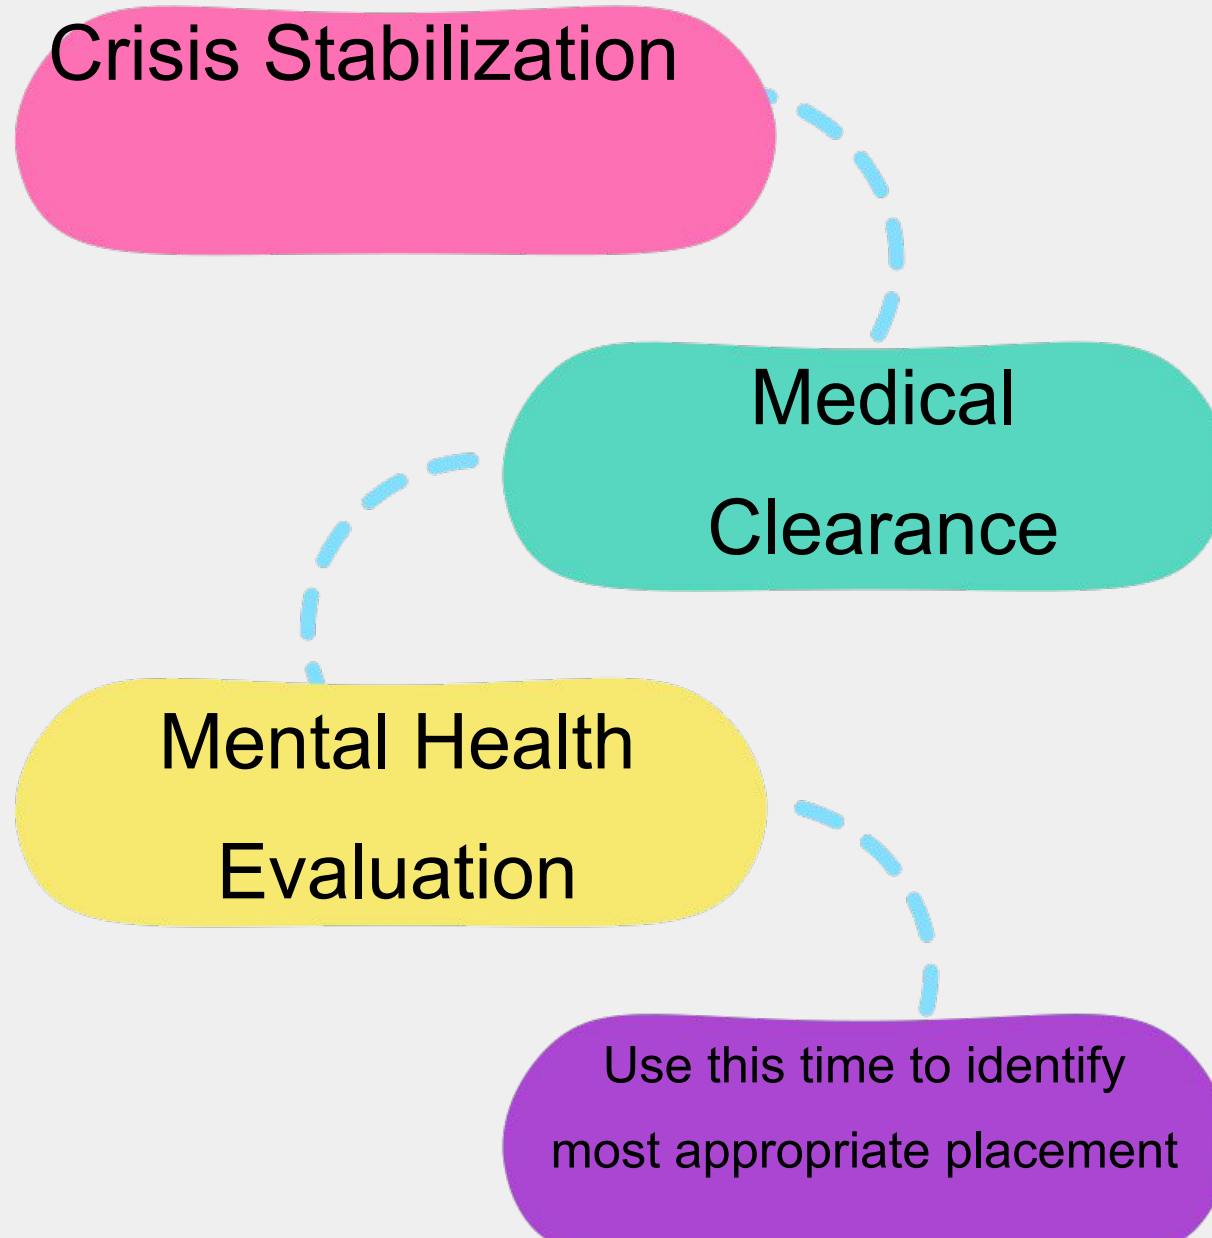 Crisis Stabilization
Medical
Clearance
Mental Health
Evaluation
Use this time to identify
most appropriate placement